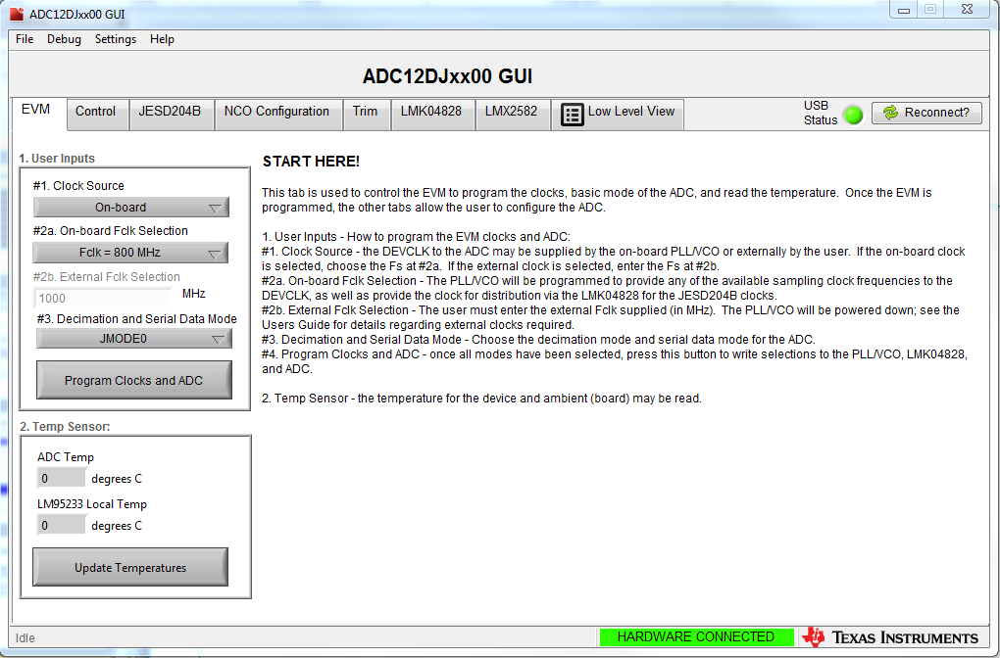 ADC12DJxx00 GUI
File Debug Settings Help
ADC12DJxx00 GUI
EVM Control JESD204B NCO Configuration Trim LMK04828 LMX2582 Low Level View
USB
Status
Reconnect?
1. User Inputs
#1. Clock Source
On-board
#2a. On-board Fclk Selection
Fclk = 800 MHz
#2b. External Fclk Selection
1000 MHz
#3. Decimation and Serial Data Mode
JMODE0
Program Clocks and ADC
2. Temp Sensor:
ADC Temp
0 degrees C
LM95233 Local Temp
0 degrees C
Update Temperatures
START HERE!
This tab is used to control the EVM to program the clocks, basic mode of the ADC, and read the temperature. Once the EVM is
programmed, the other tabs allow the user to configure the ADC.
1. User Inputs - How to program the EVM clocks and ADC:
#1. Clock Source - the DEVCLK to the ADC may be supplied by the on-board PLL/VCO or externally by the user. If the on-board clock
is selected, choose the Fs at #2a. If the external clock is selected, enter the Fs at #2b.
#2a. On-board Fclk Selection - The PLL/VCO will be programmed to provide any of the available sampling clock frequencies to the
DEVCLK, as well as provide the clock for distribution via the LMK04828 for the JESD204B clocks.
#2b. External Fclk Selection - The user must enter the external Fclk supplied (in MHz). The PLL/VCO will be powered down; see the
Users Guide for details regarding external clocks required.
#3. Decimation and Serial Data Mode - Choose the decimation mode and serial data mode for the ADC.
#4. Program Clocks and ADC - once all modes have been selected, press this button to write selections to the PLL/VCO, LMK04828,
and ADC.
2. Temp Sensor - the temperature for the device and ambient (board) may be read.
Idle
HARDWARE CONNECTED
TEXAS INSTRUMENTS